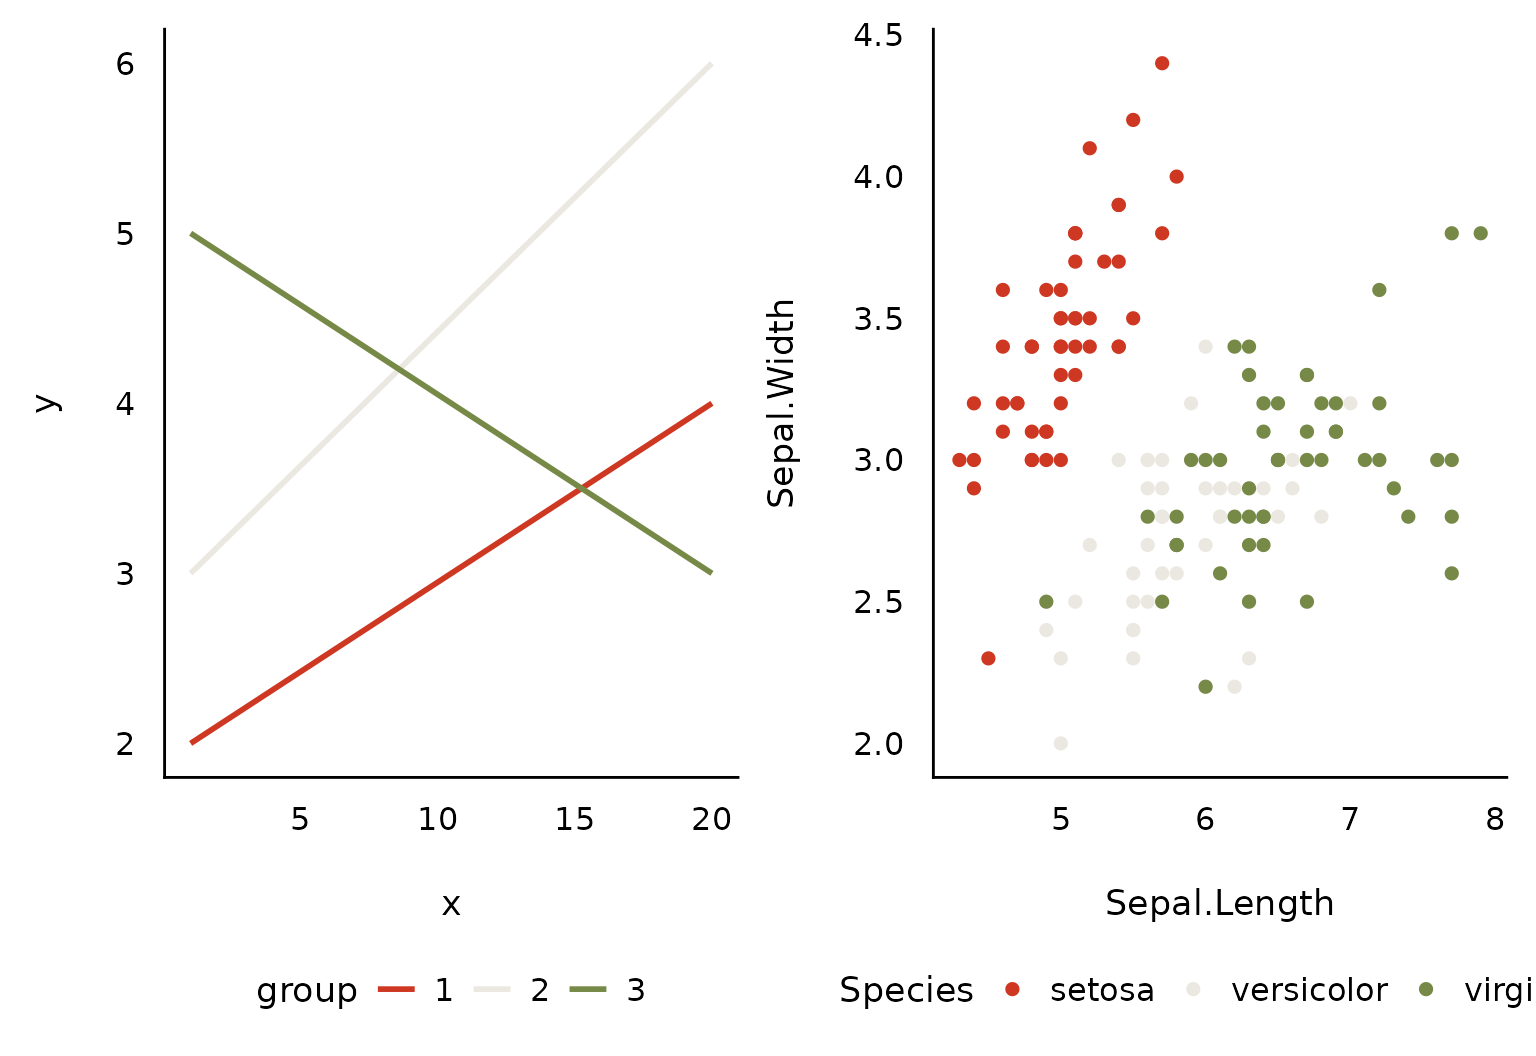 6
5
4
3
2
y
5 10 15 20
x
group 1 2 3
4.5
4.0
3.5
3.0
2.5
2.0
Sepal.Width
5 6 7 8
Sepal.Length
Species setosa versicolor virgi